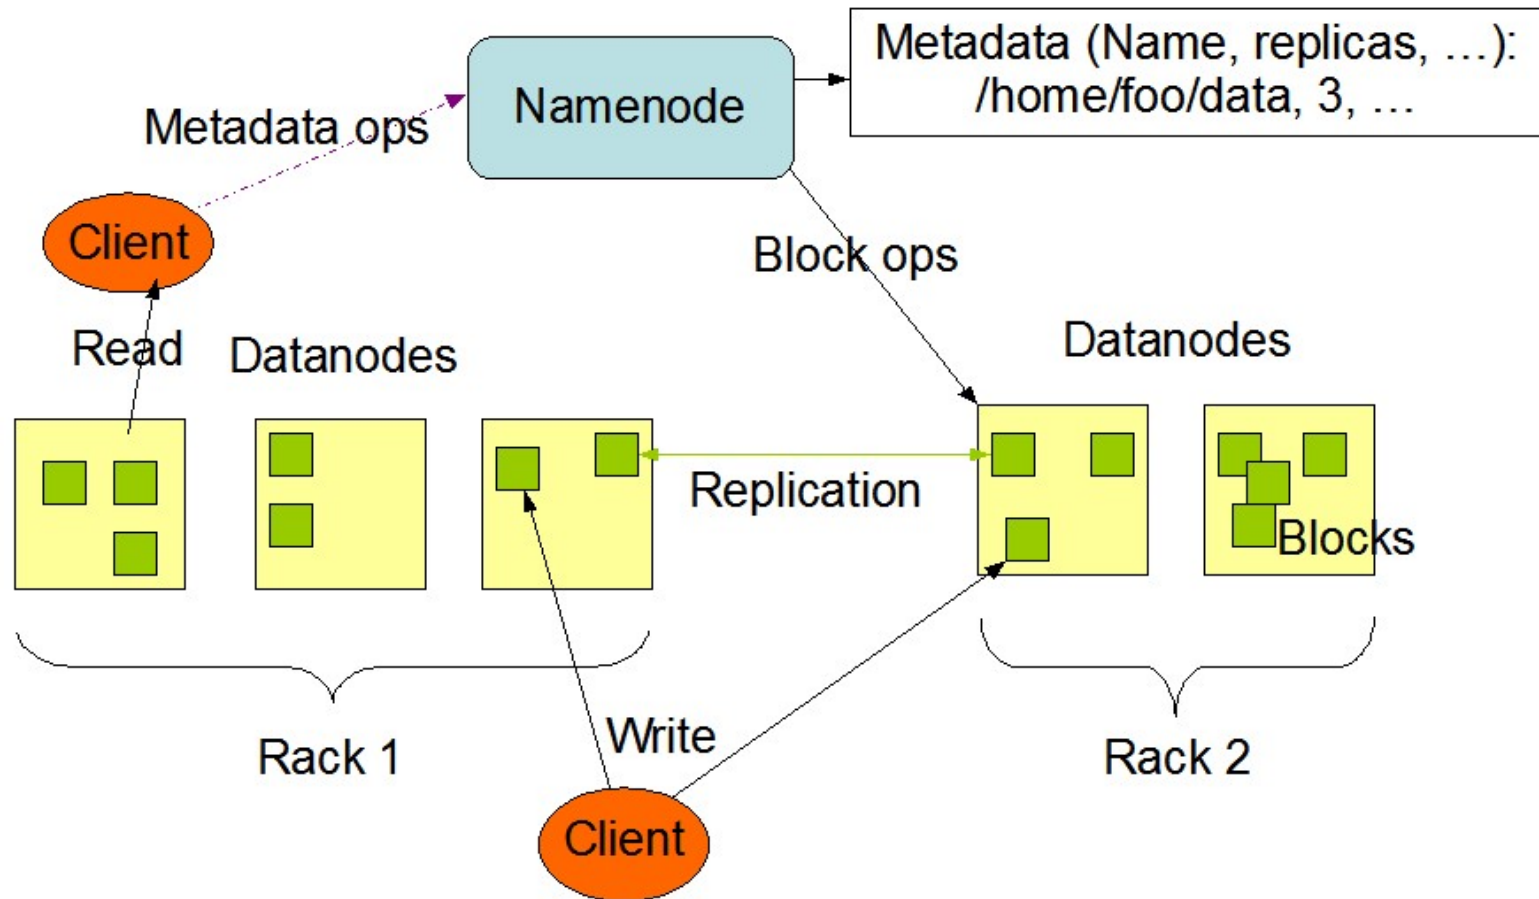 Metadata (Name, replicas, …):
/home/foo/data, 3, …
Namenode
Metadata ops
Client
Block ops
Read
Datanodes
Datanodes
Replication
Blocks
Rack 1
Write
Rack 2
Client